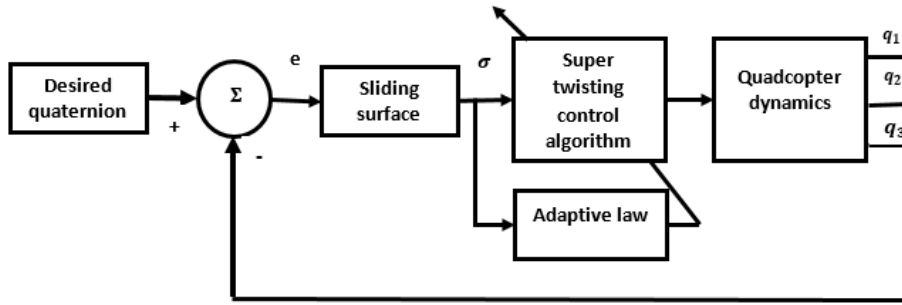 Desired
quaternion
+
Σ
-
e
Sliding
surface
σ
Super
twisting
control
algorithm
Adaptive law
Quadcopter
dynamics
q₁
q₂
q₃